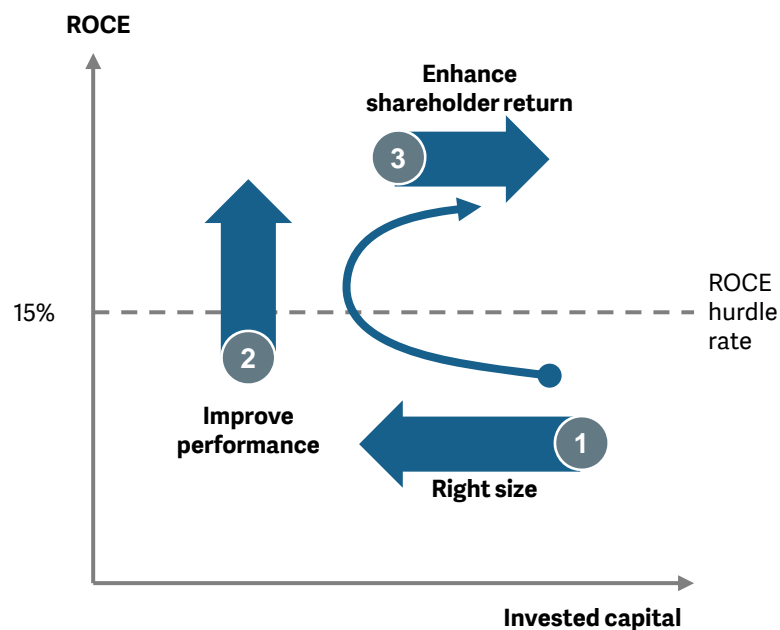 ROCE
Enhance
shareholder return
3
15%
ROCE
hurdle
rate
2
Improve
performance
1
Right size
Invested capital